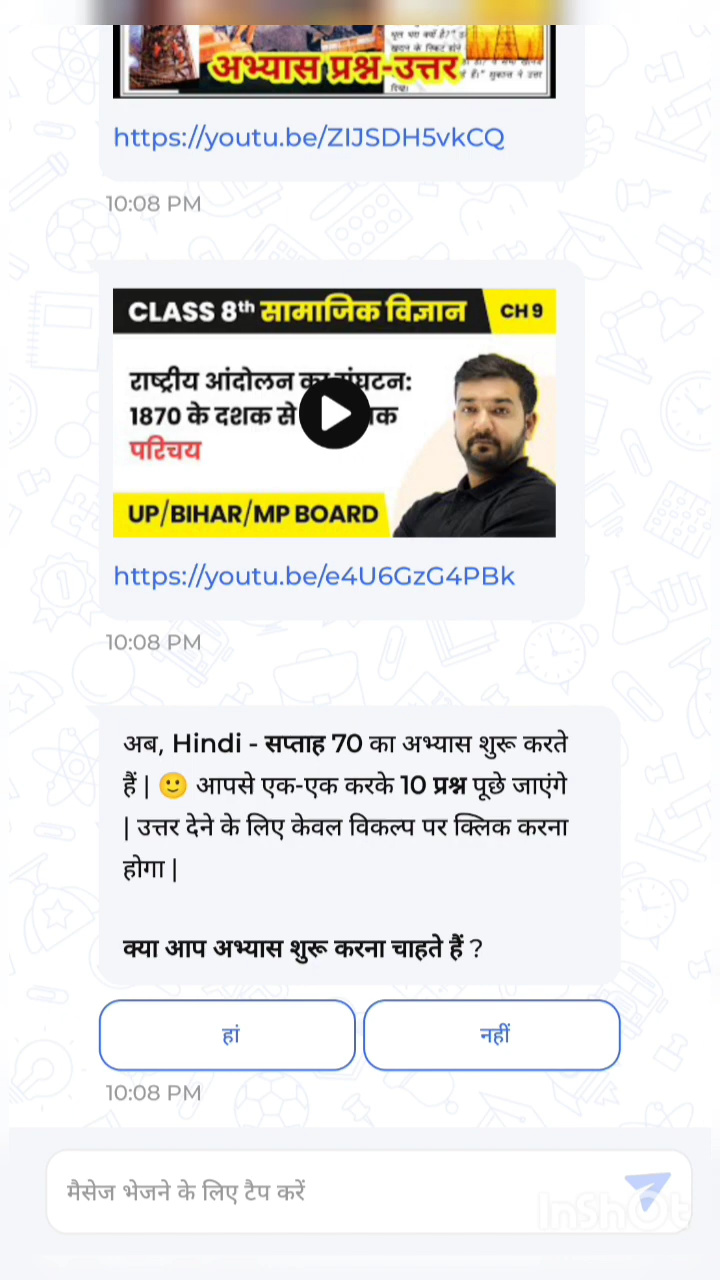 अभ्यास प्रश्न-उत्तर
https://youtu.be/ZIJSDH5vkCQ
10:08 PM
CLASS 8th सामाजिक विज्ञान CH 9
राष्ट्रीय आंदोलन का संघटन:
1870 के दशक से तक
परिचय
UP/BIHAR/MP BOARD
https://youtu.be/e4U6GzG4PBk
10:08 PM
अब, Hindi - सप्ताह 70 का अभ्यास शुरू करते
हैं | 🙂 आपसे एक-एक करके 10 प्रश्न पूछे जाएंगे
| उत्तर देने के लिए केवल विकल्प पर क्लिक करना
होगा |
क्या आप अभ्यास शुरू करना चाहते हैं ?
हां नहीं
10:08 PM
मैसेज भेजने के लिए टैप करें
InShOt